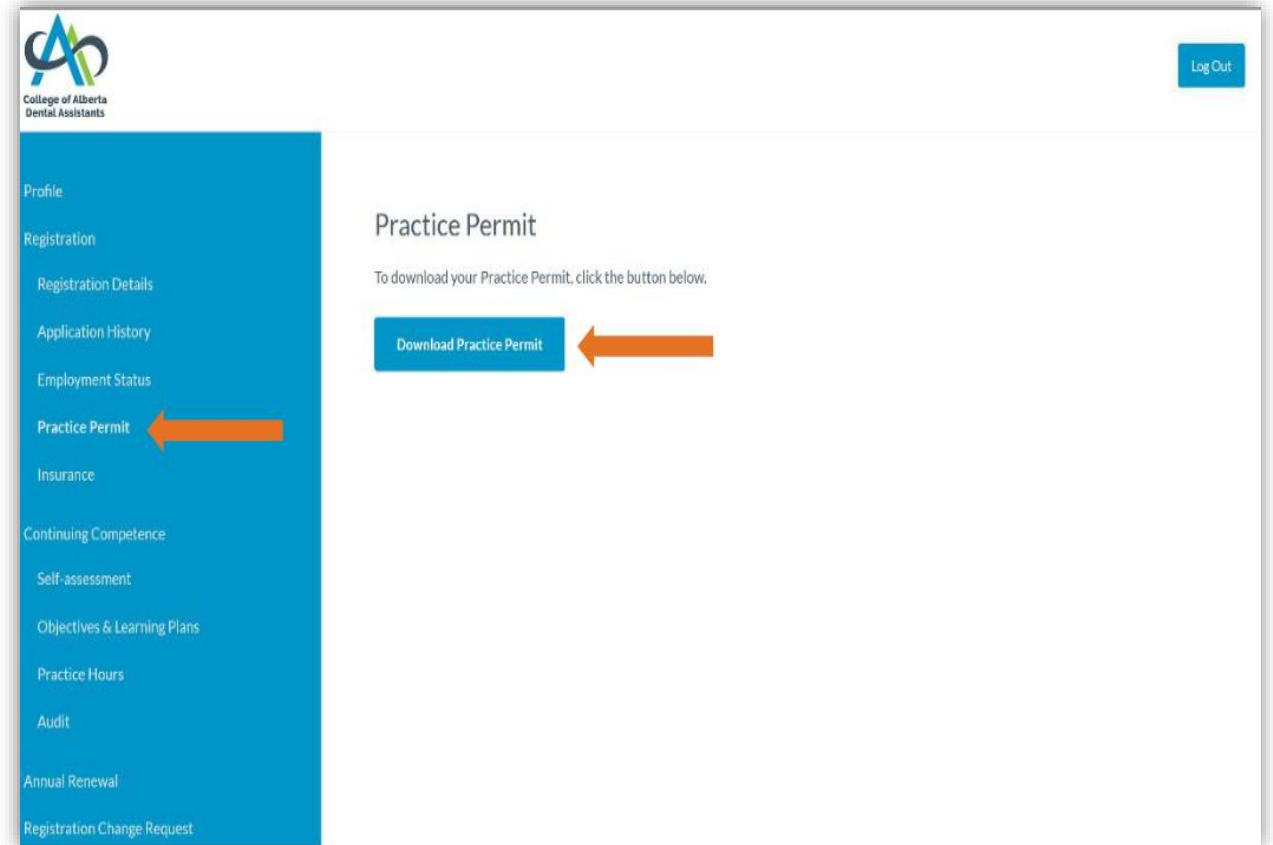 College of Alberta
Dental Assistants
Log Out
Profile
Registration
Registration Details
Application History
Employment Status
Practice Permit
Insurance
Continuing Competence
Self-assessment
Objectives & Learning Plans
Practice Hours
Audit
Annual Renewal
Registration Change Request
Practice Permit
To download your Practice Permit, click the button below.
Download Practice Permit